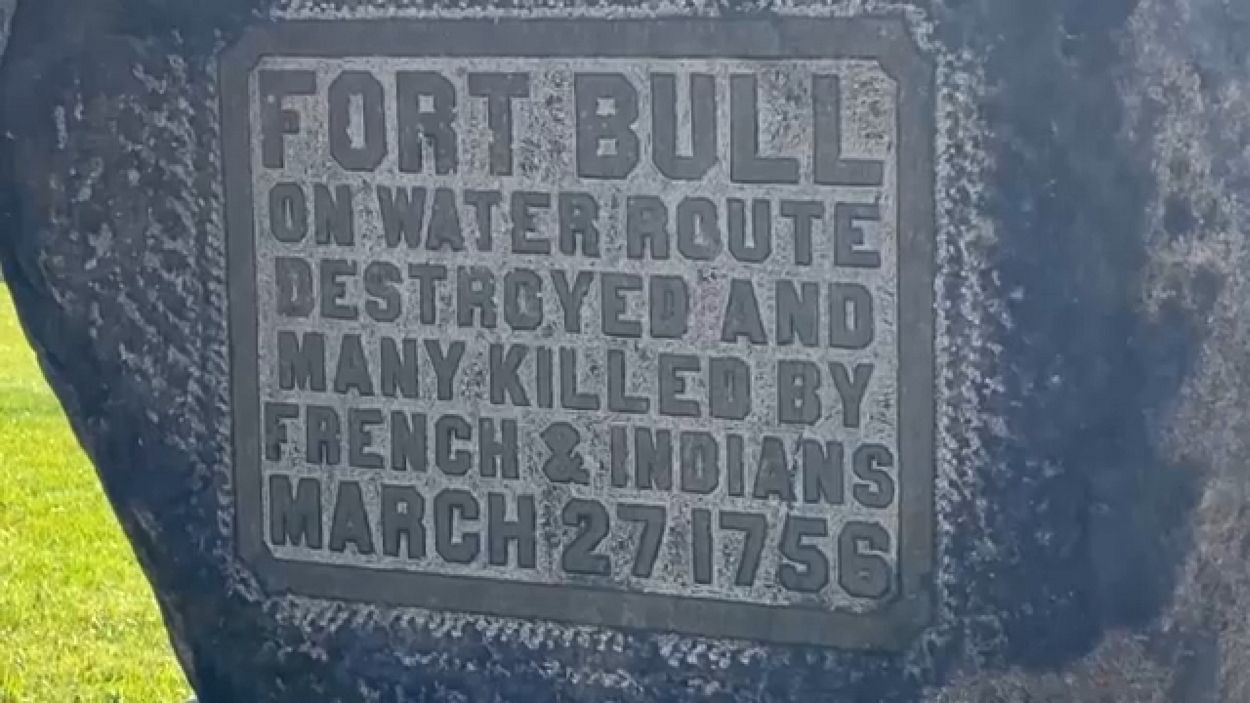 FORT BULL
ON WATER ROUTE
DESTROYED AND
MANY KILLED BY
FRENCH & INDIANS
MARCH 27 1756